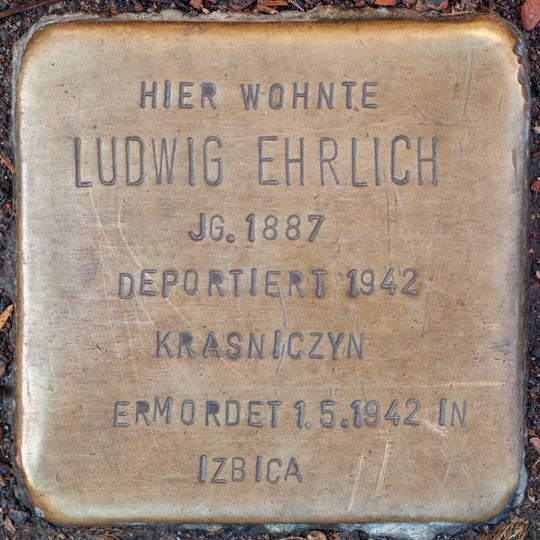 HIER WOHNTE
LUDWIG EHRLICH
JG. 1887
DEPORTIERT 1942
KRASNICZYN
ERMORDET 1.5.1942 IN
IZBICA